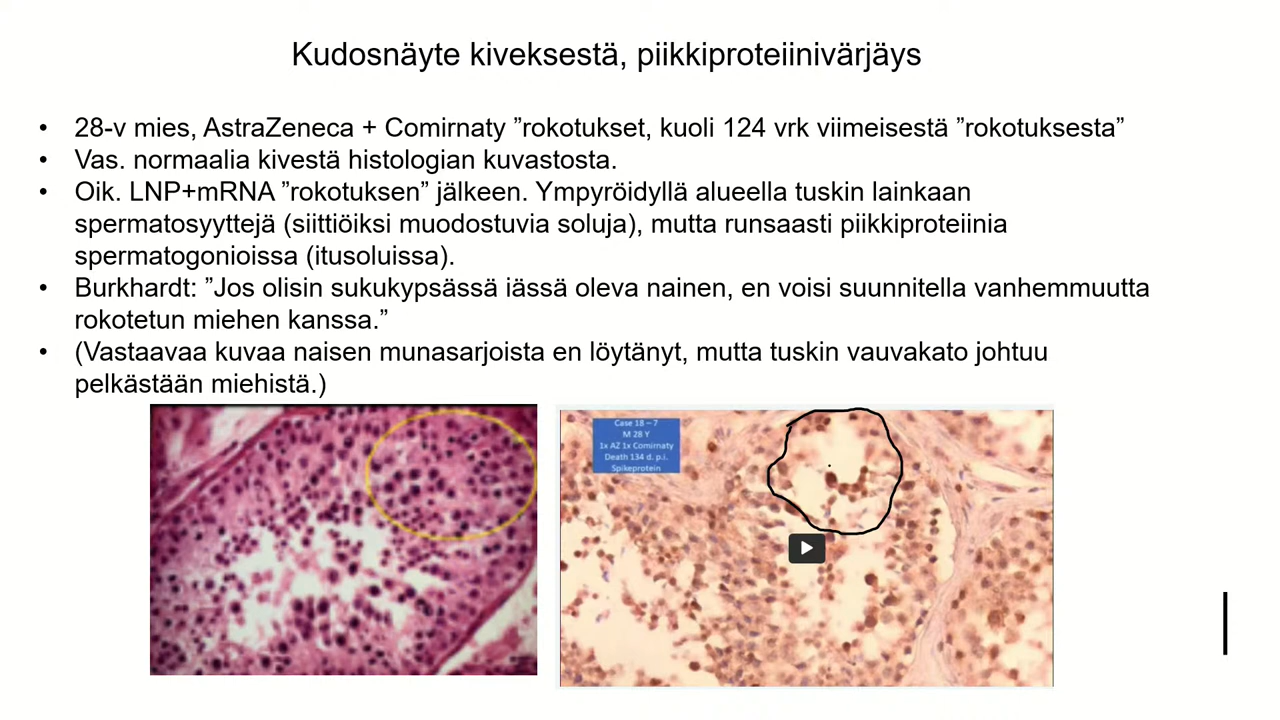 Kudosnäyte kiveksestä, piikkiproteiinivärjäys
• 28-v mies, AstraZeneca + Comirnaty ”rokotukset, kuoli 124 vrk viimeisestä ”rokotuksesta”
• Vas. normaalia kivestä histologian kuvastosta.
• Oik. LNP+mRNA ”rokotuksen” jälkeen. Ympyröidyllä alueella tuskin lainkaan
spermatosyyttejä (siittiöiksi muodostuvia soluja), mutta runsaasti piikkiproteiinia
spermatogonioissa (itusoluissa).
• Burkhardt: ”Jos olisin sukukypsässä iässä oleva nainen, en voisi suunnitella vanhemmuutta
rokotetun miehen kanssa.”
• (Vastaavaa kuvaa naisen munasarjoista en löytänyt, mutta tuskin vauvakato johtuu
pelkästään miehistä.)
Case 18 – 7
M 28 Y
1x AZ 1x Comirnaty
Death 134 d. p.i.
Spikeprotein